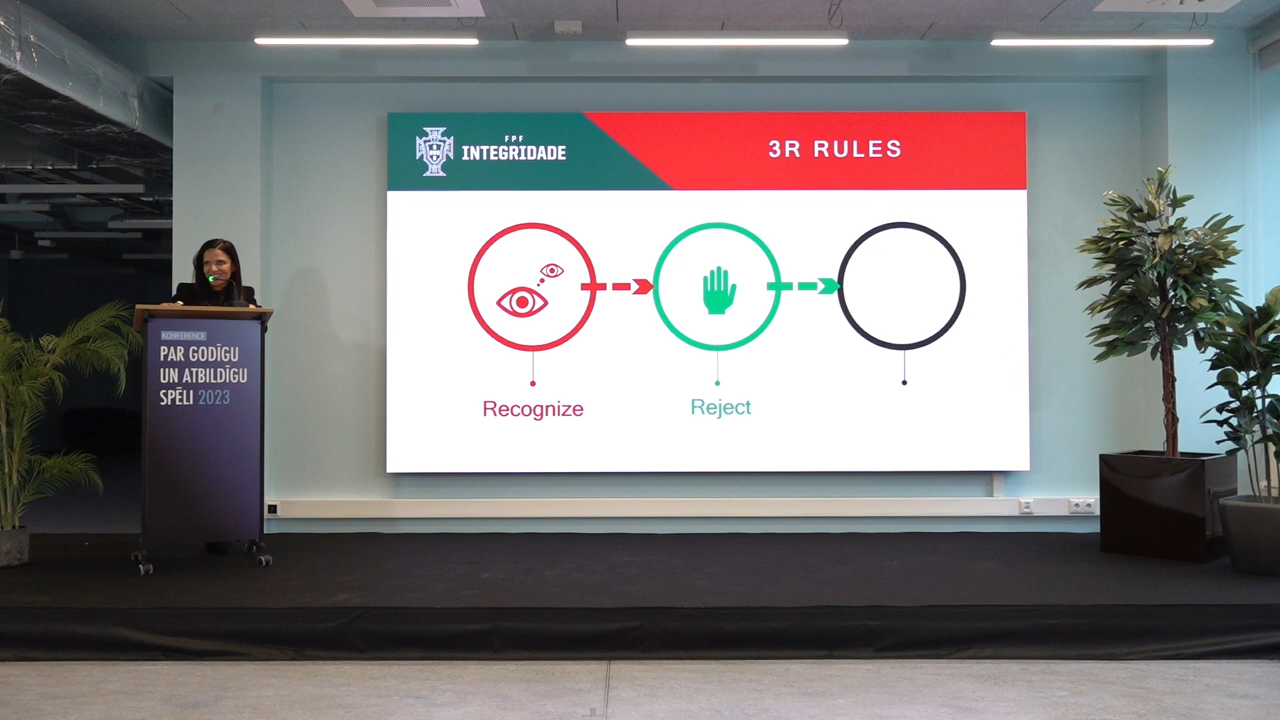 FPF
INTEGRIDADE
3R RULES
Recognize
Reject
KONFERENCE
PAR GODĪGU
UN ATBILDĪGU
SPĒLI 2023